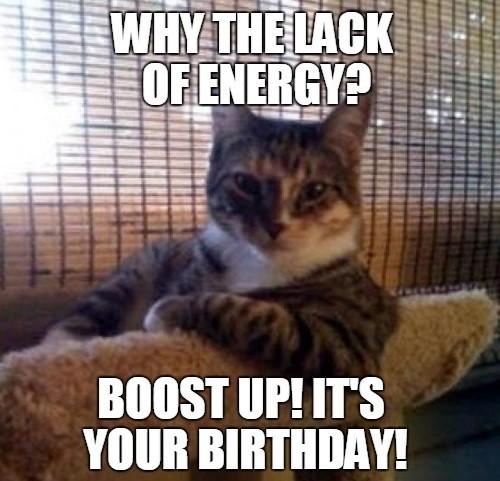 WHY THE LACK
OF ENERGY?
BOOST UP! IT'S
YOUR BIRTHDAY!